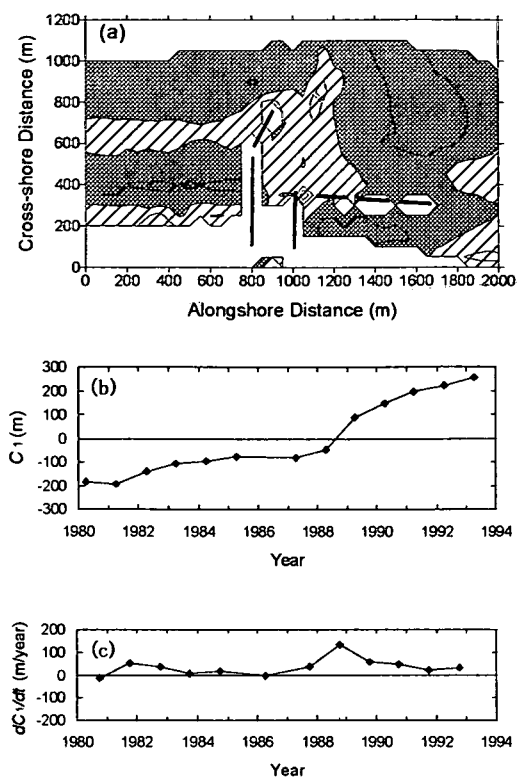 (a)
Cross-shore Distance (m)
1200
1000
800
600
400
200
0
0 200 400 600 800 1000 1200 1400 1600 1800 2000
Alongshore Distance (m)
(b)
C1 (m)
300
200
100
0
-100
-200
-300
1980 1982 1984 1986 1988 1990 1992 1994
Year
(c)
dC1/dt (m/year)
200
100
0
-100
200
1980 1982 1984 1986 1988 1990 1992 1994
Year